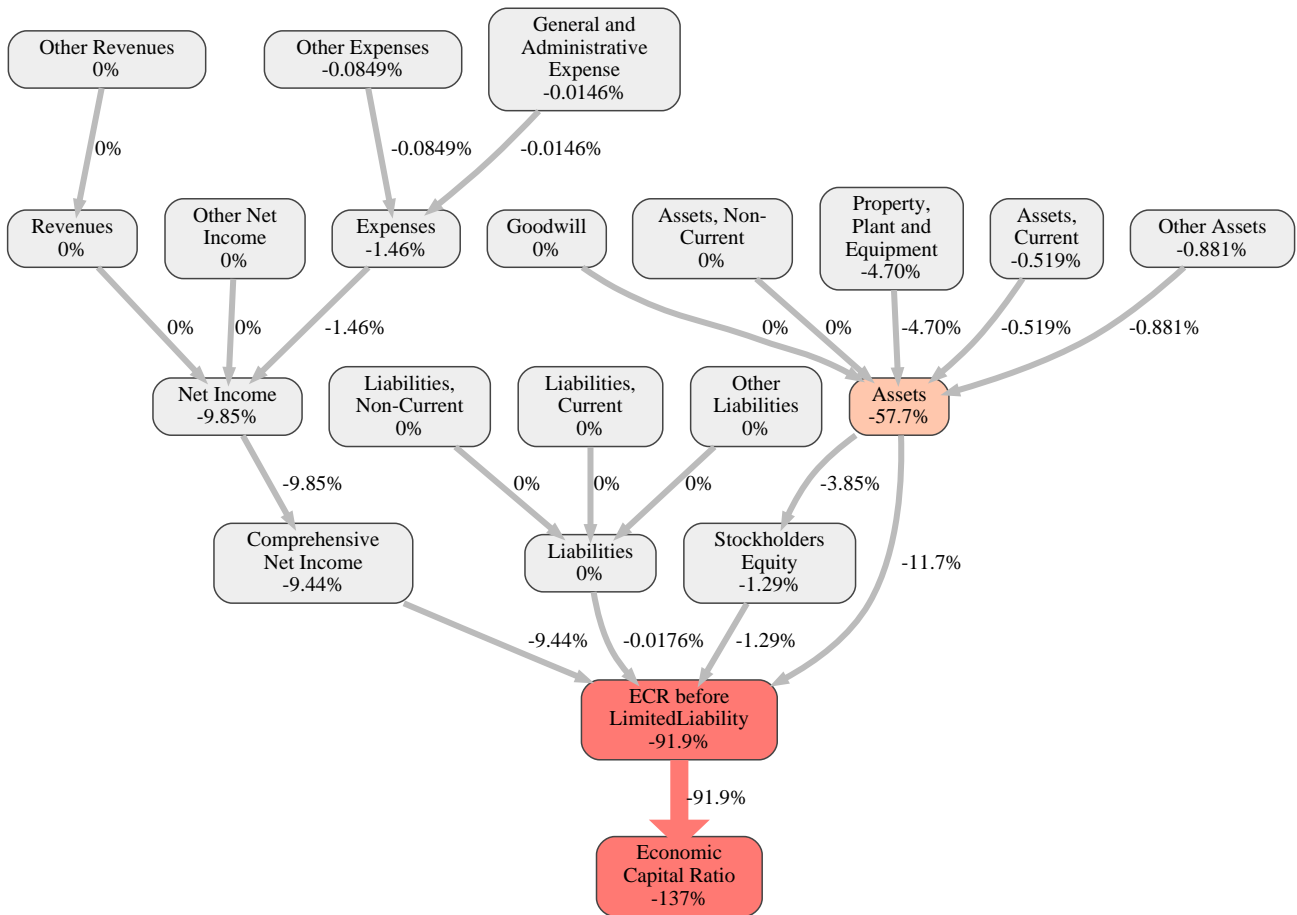 Other Revenues
0%
Other Expenses
-0.0849%
General and
Administrative
Expense
-0.0146%
0%
-0.0849%
-0.0146%
Revenues
0%
Other Net
Income
0%
Expenses
-1.46%
Goodwill
0%
Assets, Non-
Current
0%
Property,
Plant and
Equipment
-4.70%
Assets,
Current
-0.519%
Other Assets
-0.881%
0%
0%
-1.46%
0%
0%
-4.70%
-0.519%
-0.881%
Net Income
-9.85%
Liabilities,
Non-Current
0%
Liabilities,
Current
0%
Other
Liabilities
0%
Assets
-57.7%
-9.85%
0%
0%
0%
-3.85%
Comprehensive
Net Income
-9.44%
Liabilities
0%
Stockholders
Equity
-1.29%
-11.7%
-9.44%
-0.0176%
-1.29%
ECR before
LimitedLiability
-91.9%
-91.9%
Economic
Capital Ratio
-137%